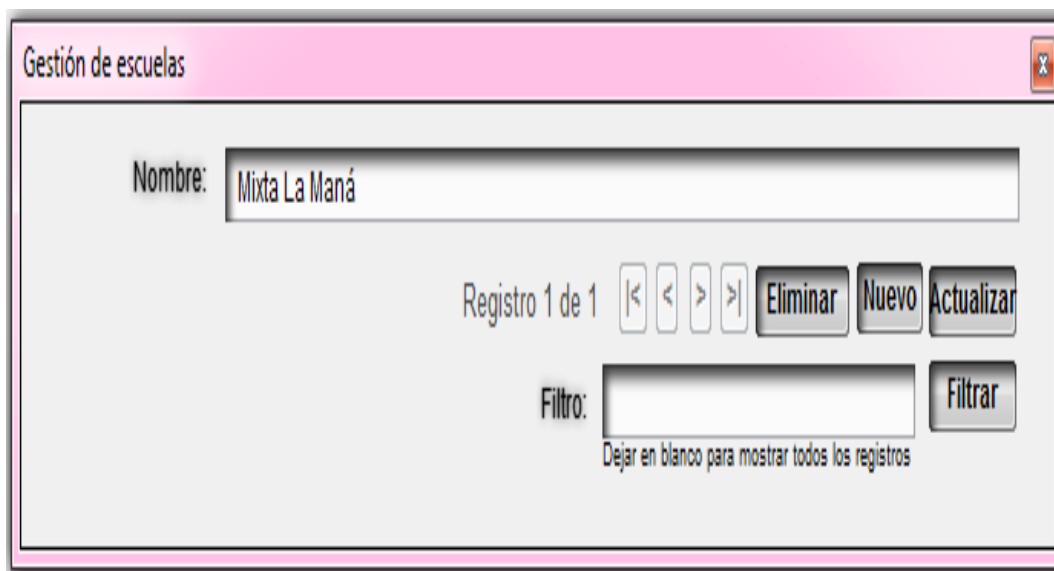 Gestión de escuelas
x
Nombre: Mixta La Maná
Registro 1 de 1 |< < > >| Eliminar Nuevo Actualizar
Filtro: Filtrar
Dejar en blanco para mostrar todos los registros